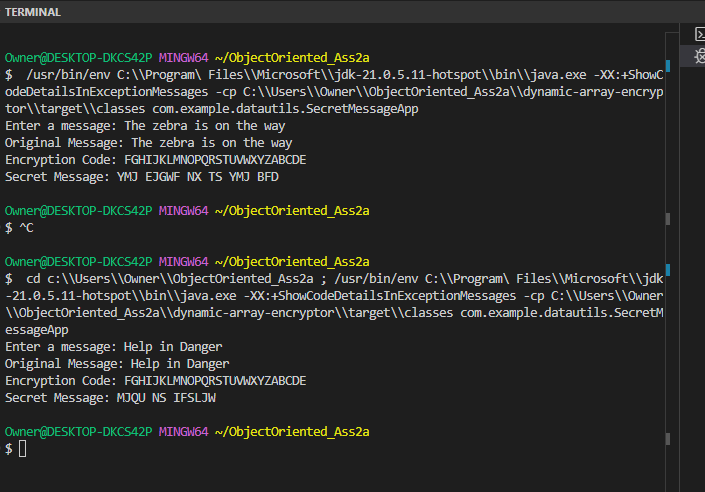 TERMINAL
Owner@DESKTOP-DKCS42P MINGW64 ~/ObjectOriented_Ass2a
$  /usr/bin/env C:\\Program\ Files\\Microsoft\\jdk-21.0.5.11-hotspot\\bin\\java.exe -XX:+ShowC
odeDetailsInExceptionMessages -cp C:\\Users\\Owner\\ObjectOriented_Ass2a\\dynamic-array-encryp
tor\\target\\classes com.example.datautils.SecretMessageApp
Enter a message: The zebra is on the way
Original Message: The zebra is on the way
Encryption Code: FGHIJKLMNOPQRSTUVWXYZABCDE
Secret Message: YMJ EJGWF NX TS YMJ BFD
Owner@DESKTOP-DKCS42P MINGW64 ~/ObjectOriented_Ass2a
$ ^C
Owner@DESKTOP-DKCS42P MINGW64 ~/ObjectOriented_Ass2a
$  cd c:\\Users\\Owner\\ObjectOriented_Ass2a ; /usr/bin/env C:\\Program\ Files\\Microsoft\\jdk
-21.0.5.11-hotspot\\bin\\java.exe -XX:+ShowCodeDetailsInExceptionMessages -cp C:\\Users\\Owner
\\ObjectOriented_Ass2a\\dynamic-array-encryptor\\target\\classes com.example.datautils.SecretM
essageApp
Enter a message: Help in Danger
Original Message: Help in Danger
Encryption Code: FGHIJKLMNOPQRSTUVWXYZABCDE
Secret Message: MJQU NS IFSLJW
Owner@DESKTOP-DKCS42P MINGW64 ~/ObjectOriented_Ass2a
$